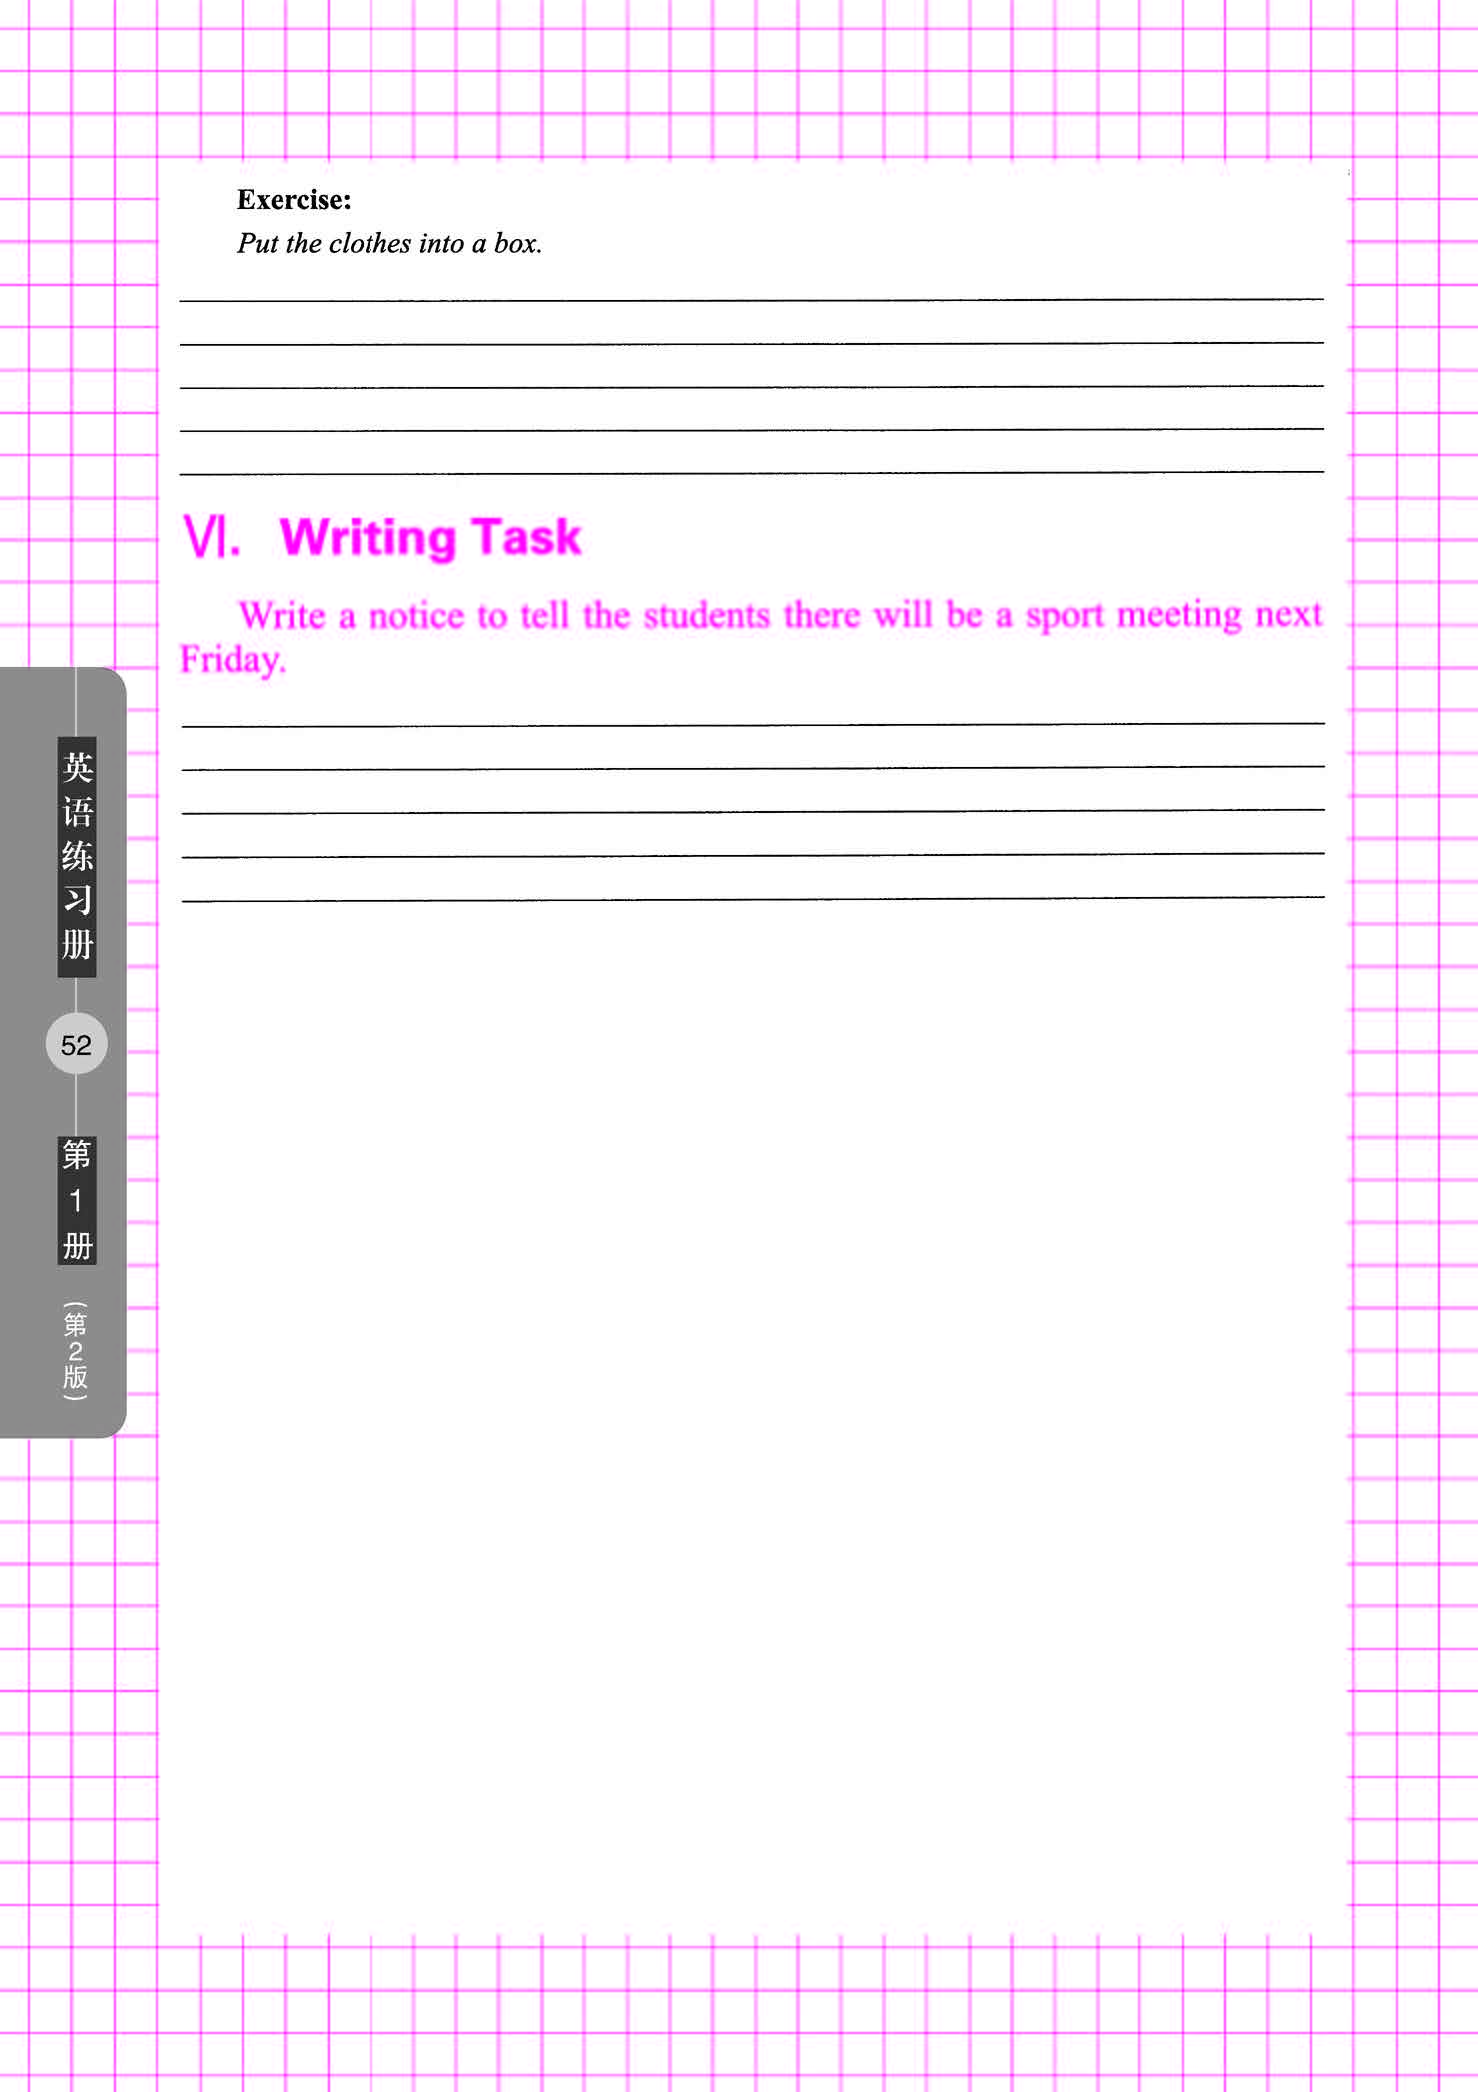 Exercise:
Put the clothes into a box.
Ⅵ. Writing Task
Write a notice to tell the students there will be a sport meeting next
Friday.
英语练习册
52
第1册
(第2版)